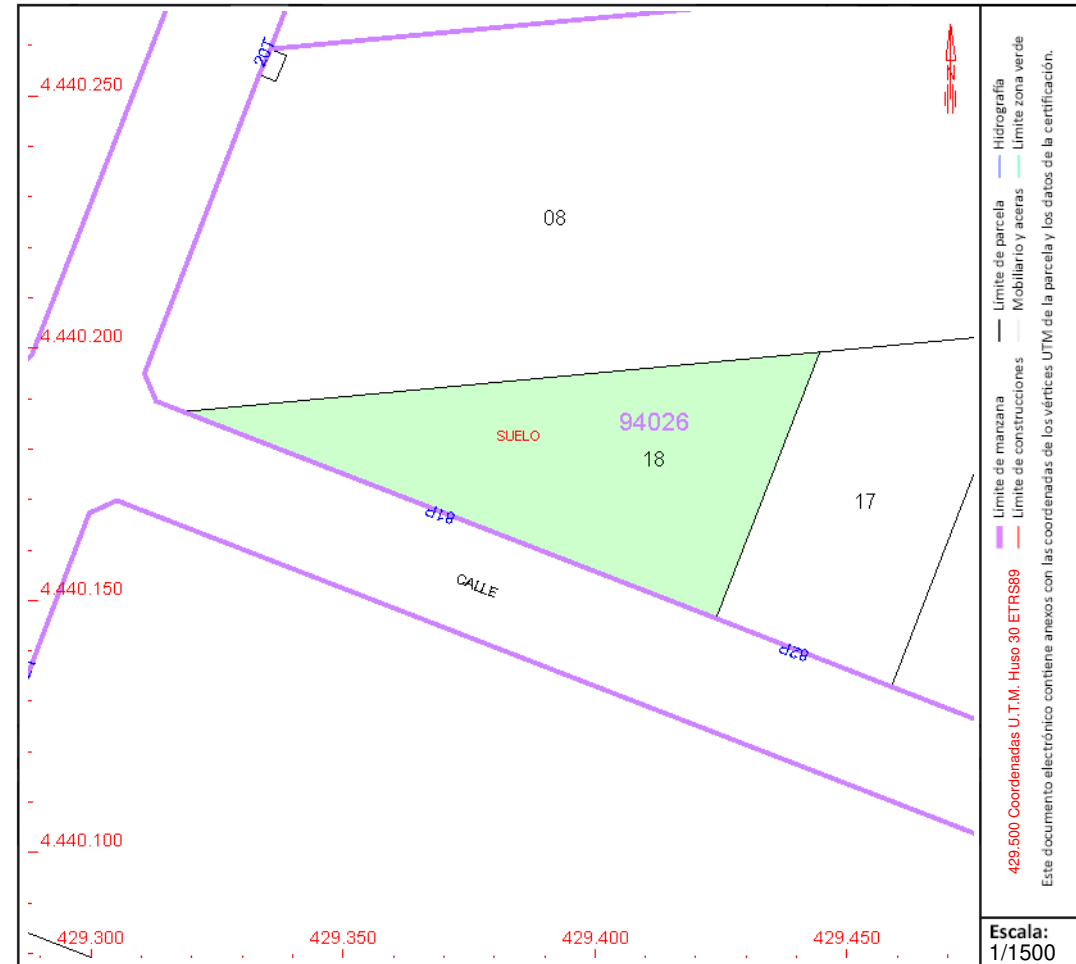 4.440.250
20T
08
4.440.200
94026
SUELO
18
17
81P
4.440.150
CALLE
82P
4.440.100
429.300
429.350
429.400
429.450
N
429.500 Coordenadas U.T.M. Huso 30 ETRS89
Límite de manzana
Límite de parcela
Hidrografía
Límite de construcciones
Mobiliario y aceras
Límite zona verde
Este documento electrónico contiene anexos con las coordenadas de los vértices UTM de la parcela y los datos de la certificación.
Escala:
1/1500